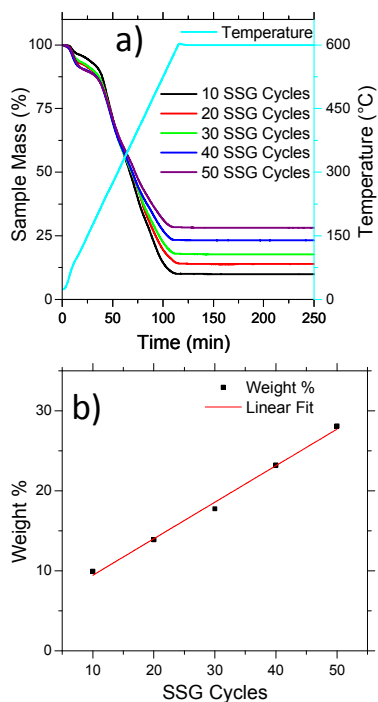 a)
Temperature
10 SSG Cycles
20 SSG Cycles
30 SSG Cycles
40 SSG Cycles
50 SSG Cycles
Sample Mass (%)
100
75
50
25
0
Temperature (°C)
600
450
300
150
0
0 50 100 150 200 250
Time (min)
b)
Weight %
Linear Fit
Weight %
30
20
10
0
10 20 30 40 50
SSG Cycles